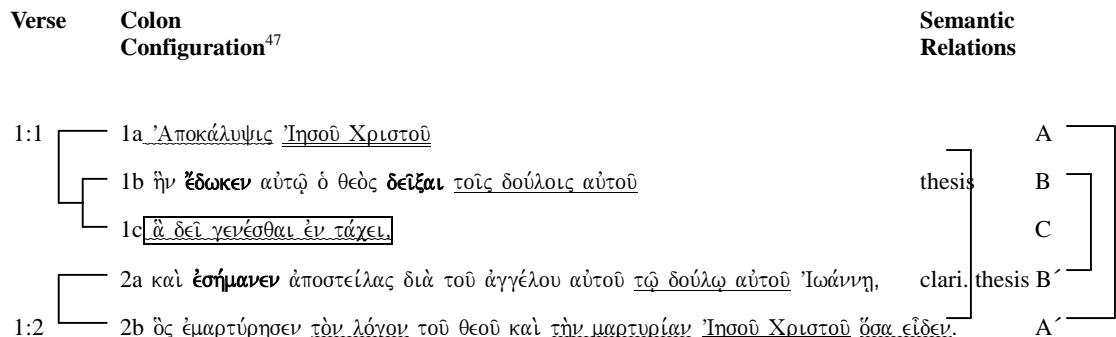 Verse Colon Semantic
Configuration47 Relations
1:1 1a Ἀποκάλυψις Ἰησοῦ Χριστοῦ A
1b ἣν ἔδωκεν αὐτῷ ὁ θεὸς δεῖξαι τοῖς δούλοις αὐτοῦ thesis B
1c ἃ δεῖ γενέσθαι ἐν τάχει, C
2a καὶ ἐσήμανεν ἀποστείλας διὰ τοῦ ἀγγέλου αὐτοῦ τῷ δούλῳ αὐτοῦ Ἰωάννῃ, clari. thesis B´
1:2 2b ὃς ἐμαρτύρησεν τὸν λόγον τοῦ θεοῦ καὶ τὴν μαρτυρίαν Ἰησοῦ Χριστοῦ ὅσα εἶδεν. A´